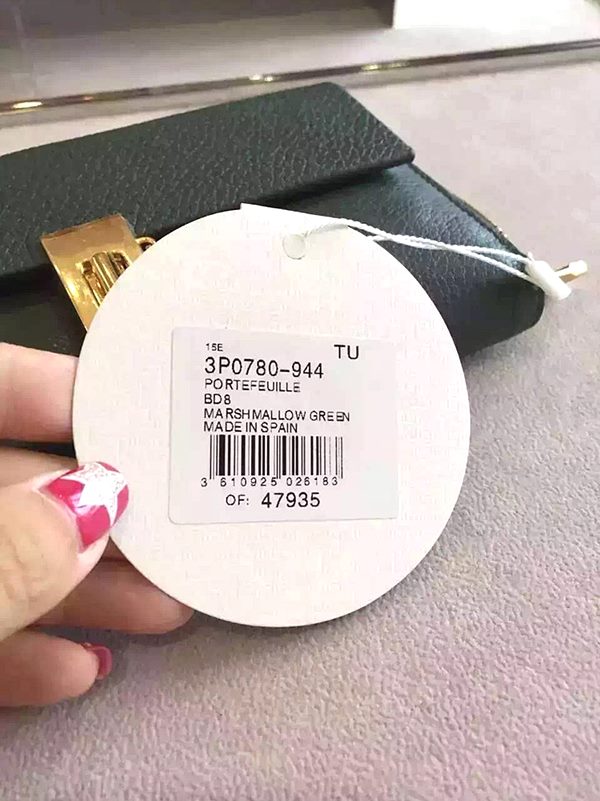 15E TU
3P0780-944
PORTEFEUILLE
BD8
MARSHMALLOW GREEN
MADE IN SPAIN
3 610925 026183
OF: 47935